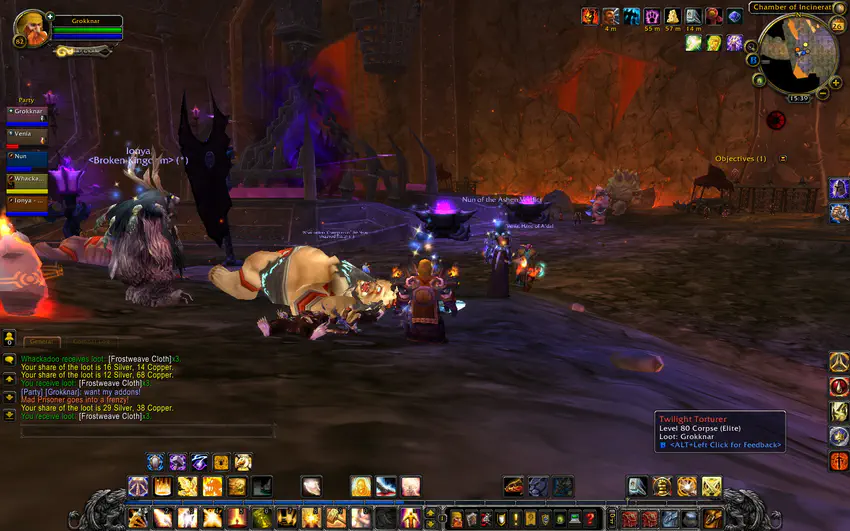 Grokknar
82
4 m
55 m 57 m 14 m
Chamber of Incinerat
15:39
Objectives (1)
Party
Grokknar
Venia
Nun
Whacka..
Ionya - ...
Ionya
<Broken Kingdom> (*)
Nun of the Ashen Verdict
General
Whackadoo receives loot: [Frostweave Cloth]x3.
Your share of the loot is 16 Silver, 14 Copper.
Your share of the loot is 12 Silver, 68 Copper.
You receive loot: [Frostweave Cloth]x3.
[Party] [Grokknar]: want my addons!
Mad Prisoner goes into a frenzy!
Your share of the loot is 29 Silver, 38 Copper.
You receive loot: [Frostweave Cloth]x3.
Twilight Torturer
Level 80 Corpse (Elite)
Loot: Grokknar
<ALT+Left Click for Feedback>